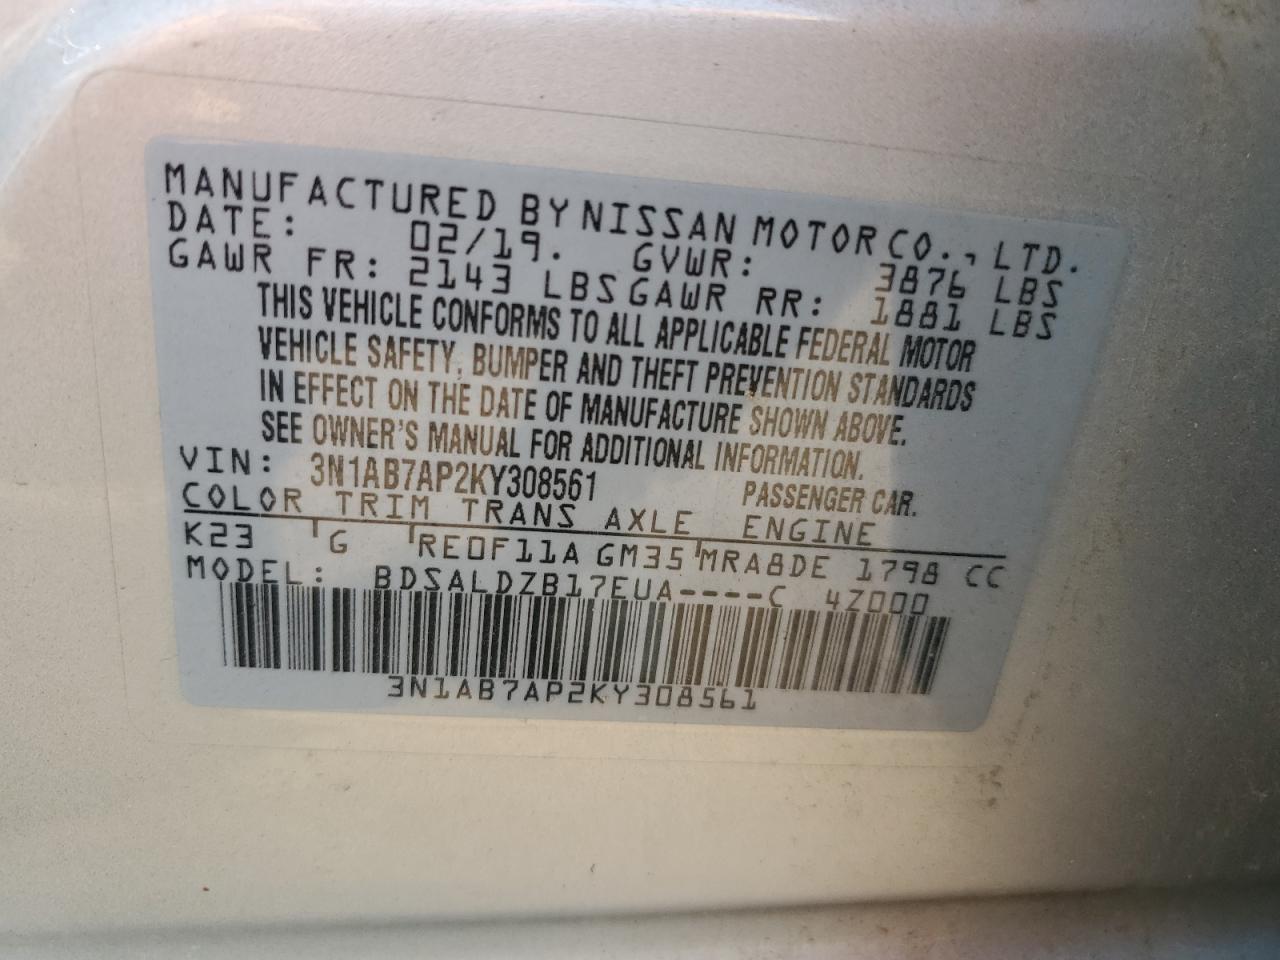 MANUFACTURED BY NISSAN MOTOR CO., LTD.
DATE: 02/19. GVWR: 3876 LBS
GAWR FR: 2143 LBS GAWR RR: 1881 LBS
THIS VEHICLE CONFORMS TO ALL APPLICABLE FEDERAL MOTOR
VEHICLE SAFETY, BUMPER AND THEFT PREVENTION STANDARDS
IN EFFECT ON THE DATE OF MANUFACTURE SHOWN ABOVE.
SEE OWNER'S MANUAL FOR ADDITIONAL INFORMATION.
VIN: 3N1AB7AP2KY308561 PASSENGER CAR.
COLOR TRIM TRANS AXLE ENGINE
K23 G RE0F11A GM35 MRA8DE 1798 CC
MODEL: BDSALDZB17EUA----C 4Z000
3N1AB7AP2KY308561